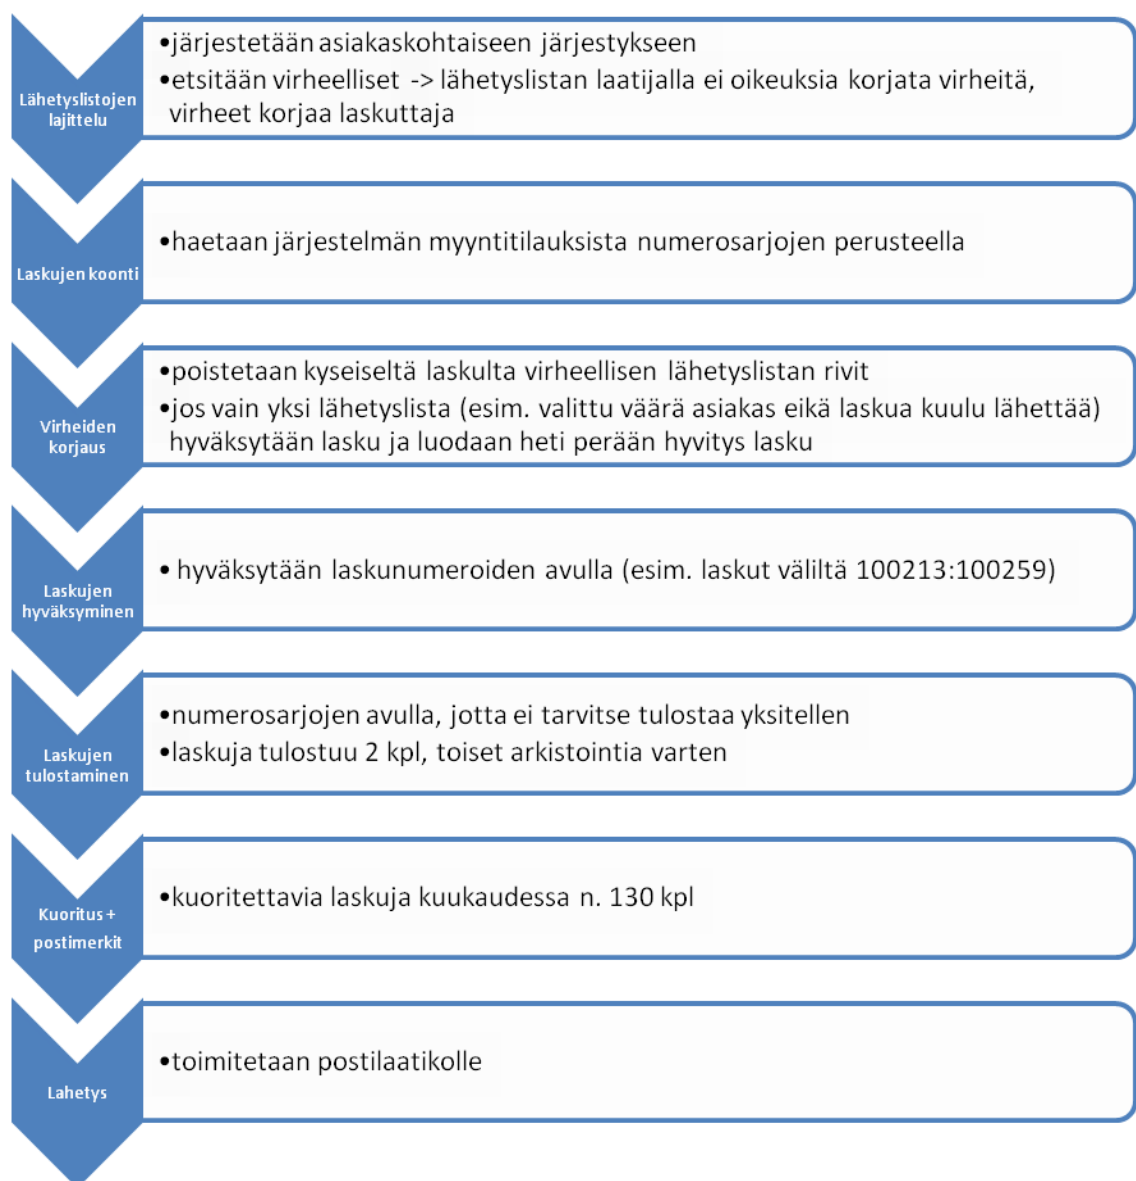 Lähetyslistojen
lajittelu
•järjestetään asiakaskohtaiseen järjestykseen
•etsitään virheelliset -> lähetyslistan laatijalla ei oikeuksia korjata virheitä,
virheet korjaa laskuttaja
Laskujen koonti
•haetaan järjestelmän myyntitilauksista numerosarjojen perusteella
Virheiden
korjaus
•poistetaan kyseiseltä laskulta virheellisen lähetyslistan rivit
•jos vain yksi lähetyslista (esim. valittu väärä asiakas eikä laskua kuulu lähettää)
hyväksytään lasku ja luodaan heti perään hyvitys lasku
Laskujen
hyväksyminen
• hyväksytään laskunumeroiden avulla (esim. laskut väliltä 100213:100259)
Laskujen
tulostaminen
•numerosarjojen avulla, jotta ei tarvitse tulostaa yksitellen
•laskuja tulostuu 2 kpl, toiset arkistointia varten
Kuoritus +
postimerkit
•kuoritettavia laskuja kuukaudessa n. 130 kpl
Lahetys
•toimitetaan postilaatikolle